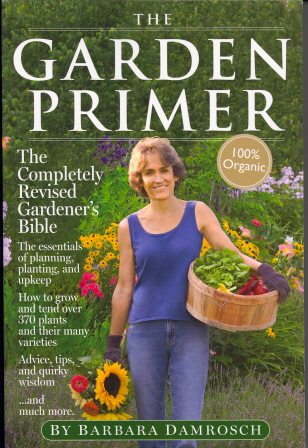 THE
GARDEN
PRIMER
100%
Organic
The
Completely
Revised
Gardener's
Bible
The essentials
of planning,
planting, and
upkeep
How to grow
and tend over
370 plants
and their many
varieties
Advice, tips,
and quirky
wisdom
...and
much more.
BY BARBARA DAMROSCH